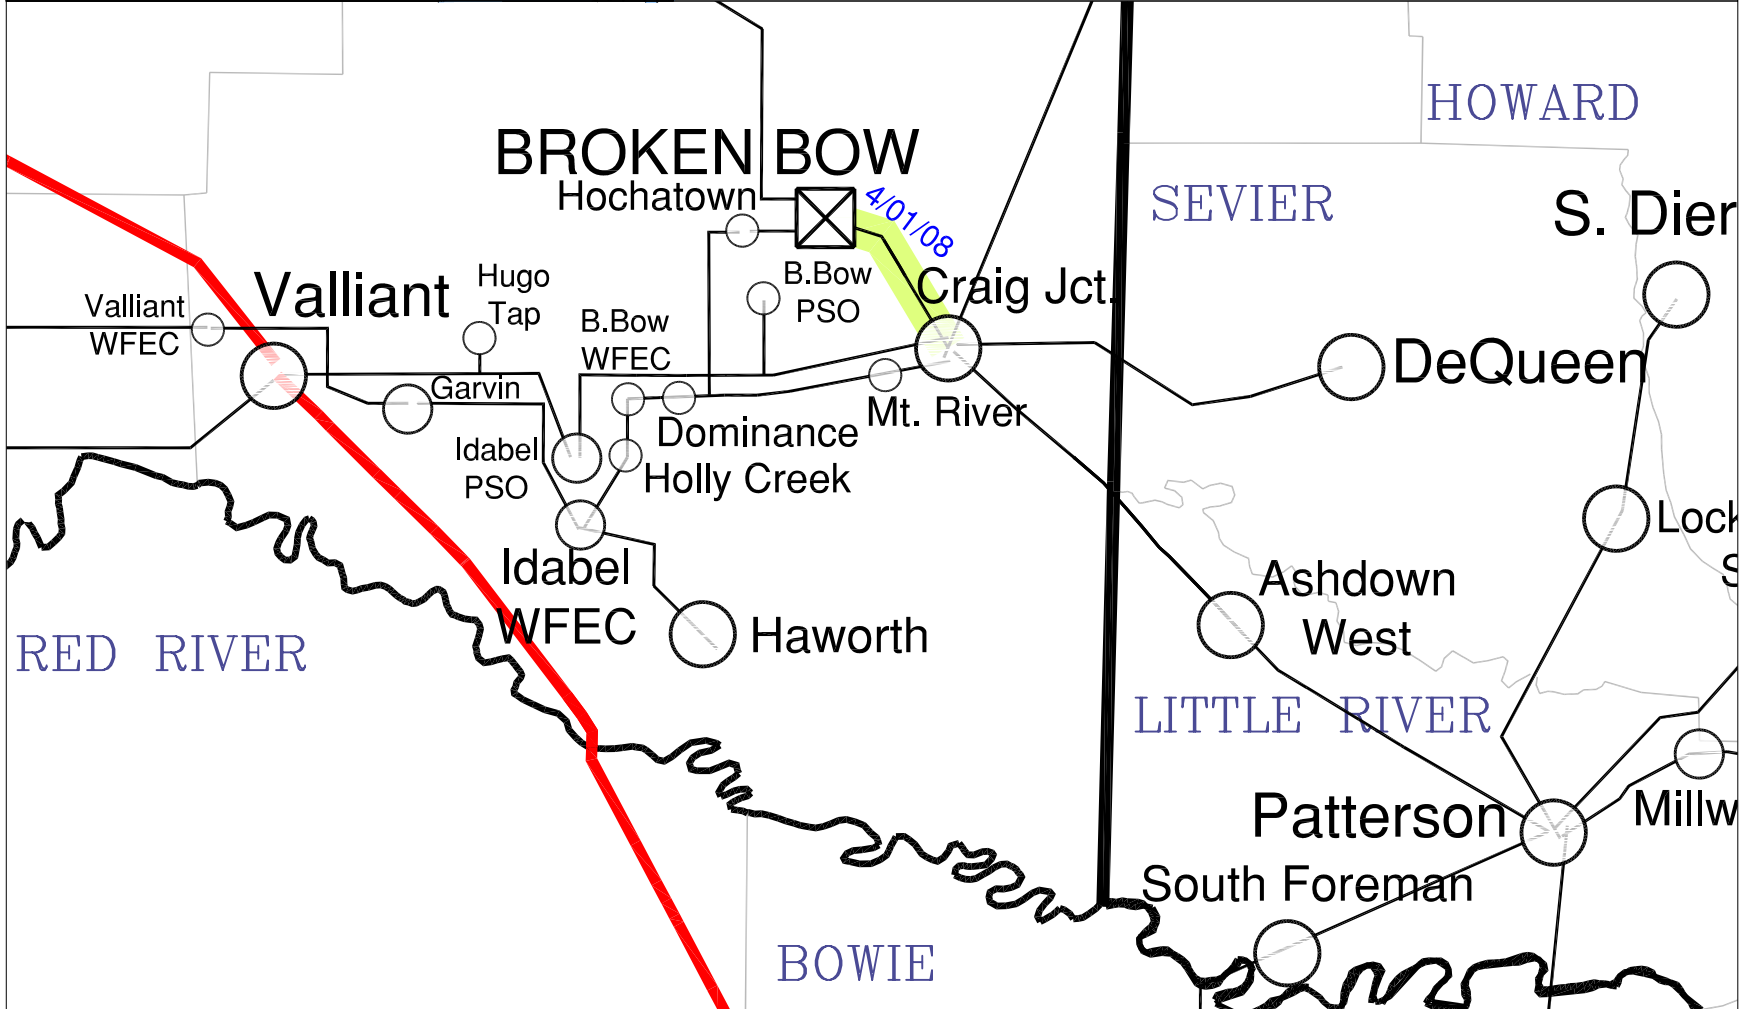 HOWARD
BROKEN BOW
Hochatown
4/01/08
SEVIER
S. Dier
Valliant
Hugo
Tap
B.Bow
PSO
Craig Jct.
Valliant
WFEC
B.Bow
WFEC
DeQueen
Garvin
Mt. River
Dominance
Idabel
PSO
Holly Creek
Lock
S
Idabel
WFEC
Ashdown
West
Haworth
RED RIVER
LITTLE RIVER
Patterson
Millw
South Foreman
BOWIE